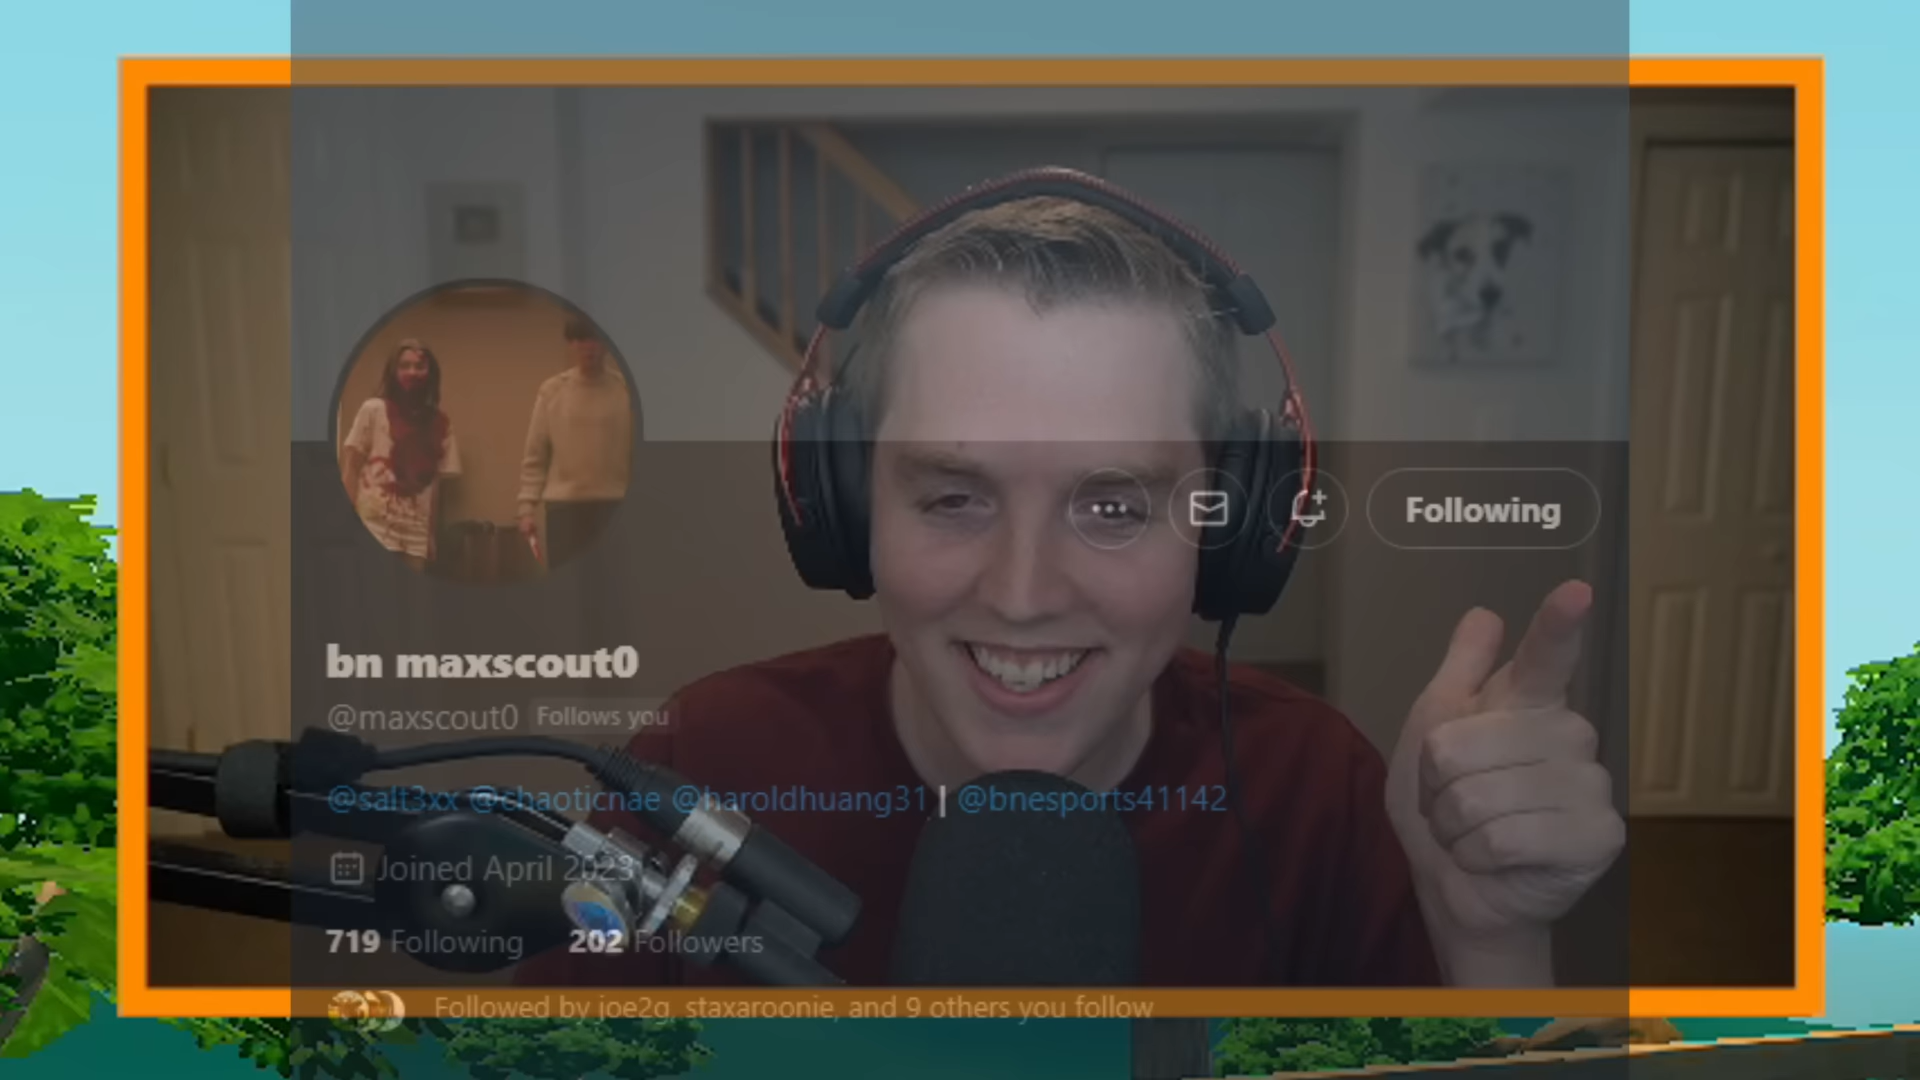 Following
bn maxscout0
@maxscout0 Follows you
@salt3xx @chaoticnae @haroldhuang31 | @bnesports41142
Joined April 2023
719 Following 202 Followers
Followed by joe2g, staxaroonie, and 9 others you follow